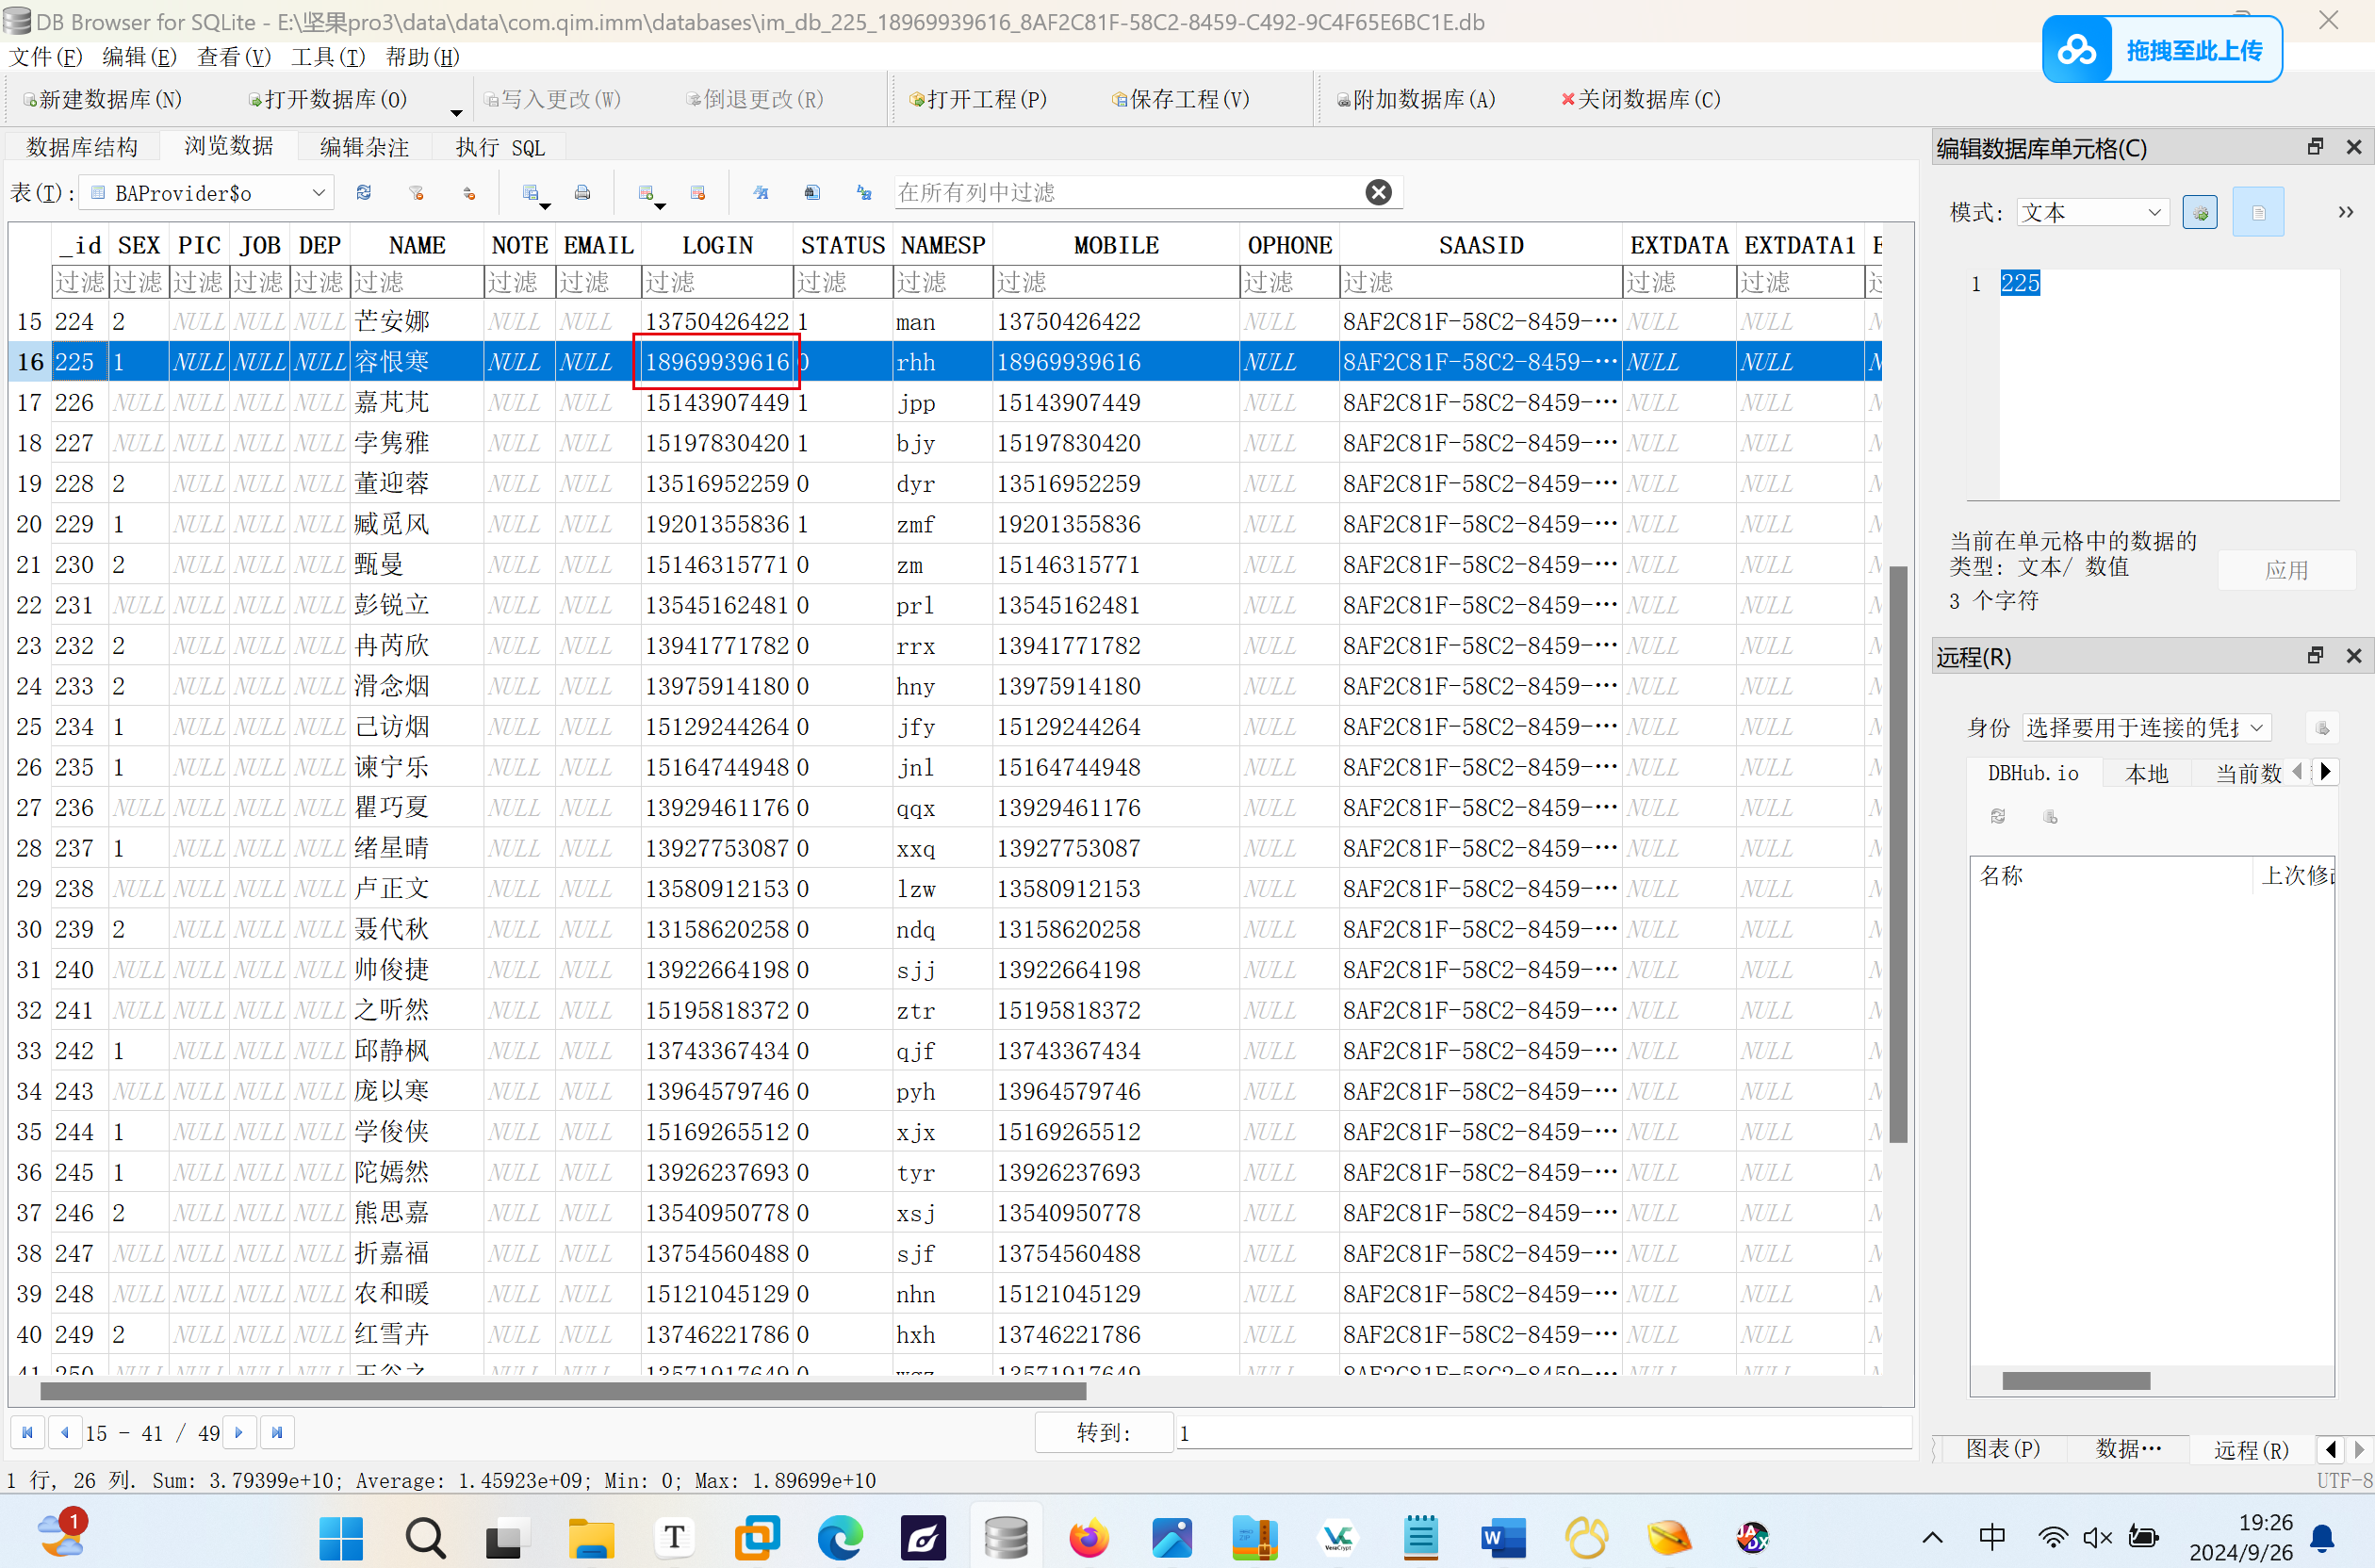 DB Browser for SQLite - E:\坚果pro3\data\data\com.qim.imm\databases\im_db_225_18969939616_8AF2C81F-58C2-8459-C492-9C4F65E6BC1E.db
拖拽至此上传
文件(F) 编辑(E) 查看(V) 工具(T) 帮助(H)
新建数据库(N) 打开数据库(O) 写入更改(W) 倒退更改(R) 打开工程(P) 保存工程(V) 附加数据库(A) 关闭数据库(C)
数据库结构 浏览数据 编辑杂注 执行 SQL
表(T): BAProvider$o 在所有列中过滤
_id SEX PIC JOB DEP NAME NOTE EMAIL LOGIN STATUS NAMESP MOBILE OPHONE SAASID EXTDATA EXTDATA1
过滤 过滤 过滤 过滤 过滤 过滤 过滤 过滤 过滤 过滤 过滤 过滤 过滤 过滤 过滤 过滤
15 224 2 NULL NULL NULL 芒安娜 NULL NULL 13750426422 1 man 13750426422 NULL 8AF2C81F-58C2-8459-… NULL NULL
16 225 1 NULL NULL NULL 容恨寒 NULL NULL 18969939616 0 rhh 18969939616 NULL 8AF2C81F-58C2-8459-… NULL NULL
17 226 NULL NULL NULL NULL 嘉芃芃 NULL NULL 15143907449 1 jpp 15143907449 NULL 8AF2C81F-58C2-8459-… NULL NULL
18 227 NULL NULL NULL NULL 孛隽雅 NULL NULL 15197830420 1 bjy 15197830420 NULL 8AF2C81F-58C2-8459-… NULL NULL
19 228 2 NULL NULL NULL 董迎蓉 NULL NULL 13516952259 0 dyr 13516952259 NULL 8AF2C81F-58C2-8459-… NULL NULL
20 229 1 NULL NULL NULL 臧觅风 NULL NULL 19201355836 1 zmf 19201355836 NULL 8AF2C81F-58C2-8459-… NULL NULL
21 230 2 NULL NULL NULL 甄曼 NULL NULL 15146315771 0 zm 15146315771 NULL 8AF2C81F-58C2-8459-… NULL NULL
22 231 NULL NULL NULL NULL 彭锐立 NULL NULL 13545162481 0 prl 13545162481 NULL 8AF2C81F-58C2-8459-… NULL NULL
23 232 2 NULL NULL NULL 冉芮欣 NULL NULL 13941771782 0 rrx 13941771782 NULL 8AF2C81F-58C2-8459-… NULL NULL
24 233 2 NULL NULL NULL 滑念烟 NULL NULL 13975914180 0 hny 13975914180 NULL 8AF2C81F-58C2-8459-… NULL NULL
25 234 1 NULL NULL NULL 己访烟 NULL NULL 15129244264 0 jfy 15129244264 NULL 8AF2C81F-58C2-8459-… NULL NULL
26 235 1 NULL NULL NULL 谏宁乐 NULL NULL 15164744948 0 jnl 15164744948 NULL 8AF2C81F-58C2-8459-… NULL NULL
27 236 NULL NULL NULL NULL 瞿巧夏 NULL NULL 13929461176 0 qqx 13929461176 NULL 8AF2C81F-58C2-8459-… NULL NULL
28 237 1 NULL NULL NULL 绪星晴 NULL NULL 13927753087 0 xxq 13927753087 NULL 8AF2C81F-58C2-8459-… NULL NULL
29 238 NULL NULL NULL NULL 卢正文 NULL NULL 13580912153 0 lzw 13580912153 NULL 8AF2C81F-58C2-8459-… NULL NULL
30 239 2 NULL NULL NULL 聂代秋 NULL NULL 13158620258 0 ndq 13158620258 NULL 8AF2C81F-58C2-8459-… NULL NULL
31 240 NULL NULL NULL NULL 帅俊捷 NULL NULL 13922664198 0 sjj 13922664198 NULL 8AF2C81F-58C2-8459-… NULL NULL
32 241 NULL NULL NULL NULL 之听然 NULL NULL 15195818372 0 ztr 15195818372 NULL 8AF2C81F-58C2-8459-… NULL NULL
33 242 1 NULL NULL NULL 邱静枫 NULL NULL 13743367434 0 qjf 13743367434 NULL 8AF2C81F-58C2-8459-… NULL NULL
34 243 NULL NULL NULL NULL 庞以寒 NULL NULL 13964579746 0 pyh 13964579746 NULL 8AF2C81F-58C2-8459-… NULL NULL
35 244 1 NULL NULL NULL 学俊侠 NULL NULL 15169265512 0 xjx 15169265512 NULL 8AF2C81F-58C2-8459-… NULL NULL
36 245 1 NULL NULL NULL 陀嫣然 NULL NULL 13926237693 0 tyr 13926237693 NULL 8AF2C81F-58C2-8459-… NULL NULL
37 246 2 NULL NULL NULL 熊思嘉 NULL NULL 13540950778 0 xsj 13540950778 NULL 8AF2C81F-58C2-8459-… NULL NULL
38 247 NULL NULL NULL NULL 折嘉福 NULL NULL 13754560488 0 sjf 13754560488 NULL 8AF2C81F-58C2-8459-… NULL NULL
39 248 NULL NULL NULL NULL 农和暖 NULL NULL 15121045129 0 nhn 15121045129 NULL 8AF2C81F-58C2-8459-… NULL NULL
40 249 2 NULL NULL NULL 红雪卉 NULL NULL 13746221786 0 hxh 13746221786 NULL 8AF2C81F-58C2-8459-… NULL NULL
41 250 NULL NULL NULL NULL NULL NULL 13571917649 0 13571917649 NULL 8AF2C81F-58C2-8459-… NULL NULL
15 - 41 / 49 转到: 1
1 行, 26 列. Sum: 3.79399e+10; Average: 1.45923e+09; Min: 0; Max: 1.89699e+10
编辑数据库单元格(C)
模式: 文本 »
1 225
当前在单元格中的数据的
类型: 文本/ 数值
3 个字符
应用
远程(R)
身份 选择要用于连接的凭
DBHub.io 本地 当前数
名称 上次修
图表(P) 数据… 远程(R)
UTF-8
1
T
VC
VeraCrypt
W
JADX
中
19:26
2024/9/26